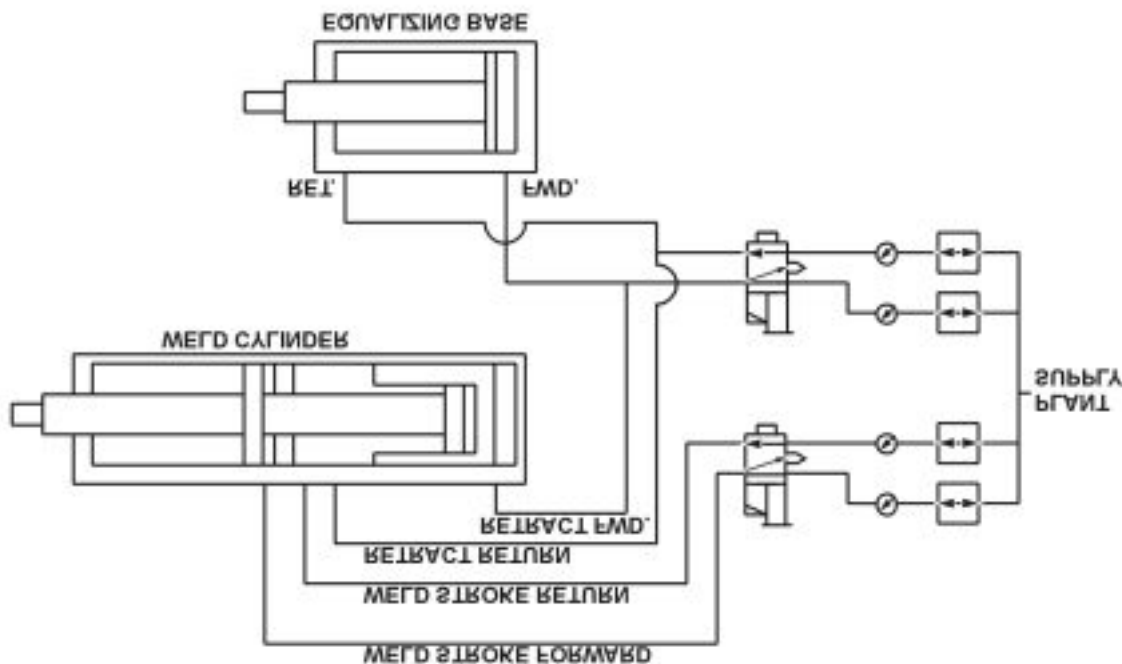 WELD STROKE FORWARD
WELD STROKE RETURN
RETRACT RETURN
RETRACT FWD.
PLANT
SUPPLY
WELD CYLINDER
RET.
FWD.
EQUALIZING BASE